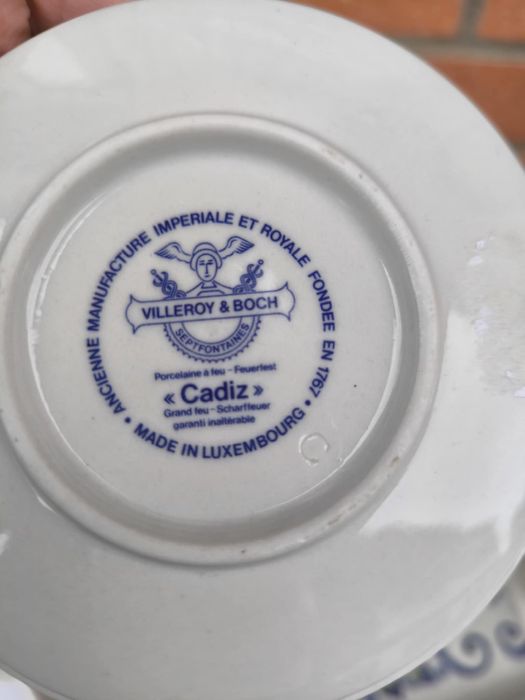 • ANCIENNE MANUFACTURE IMPERIALE ET ROYALE FONDEE EN 1767 •
VILLEROY & BOCH
SEPTFONTAINES
Porcelaine à feu - Feuerfest
« Cadiz »
Grand feu - Scharffeuer
garanti inaltérable
MADE IN LUXEMBOURG
C